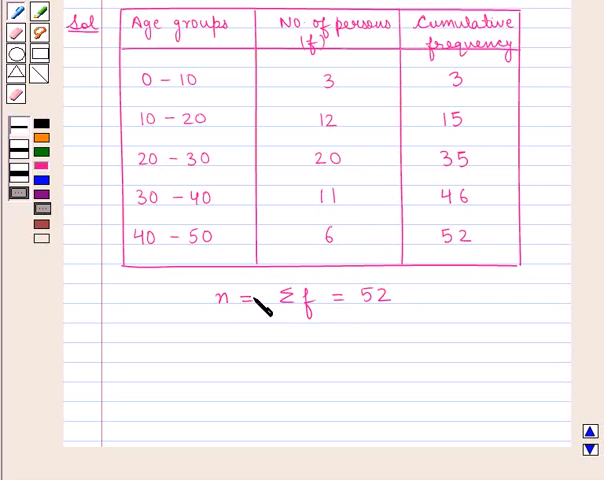 Sol Age groups No. of persons (f) Cumulative frequency
0 - 10 3 3
10 - 20 12 15
20 - 30 20 35
30 - 40 11 46
40 - 50 6 52
n = Σf = 52